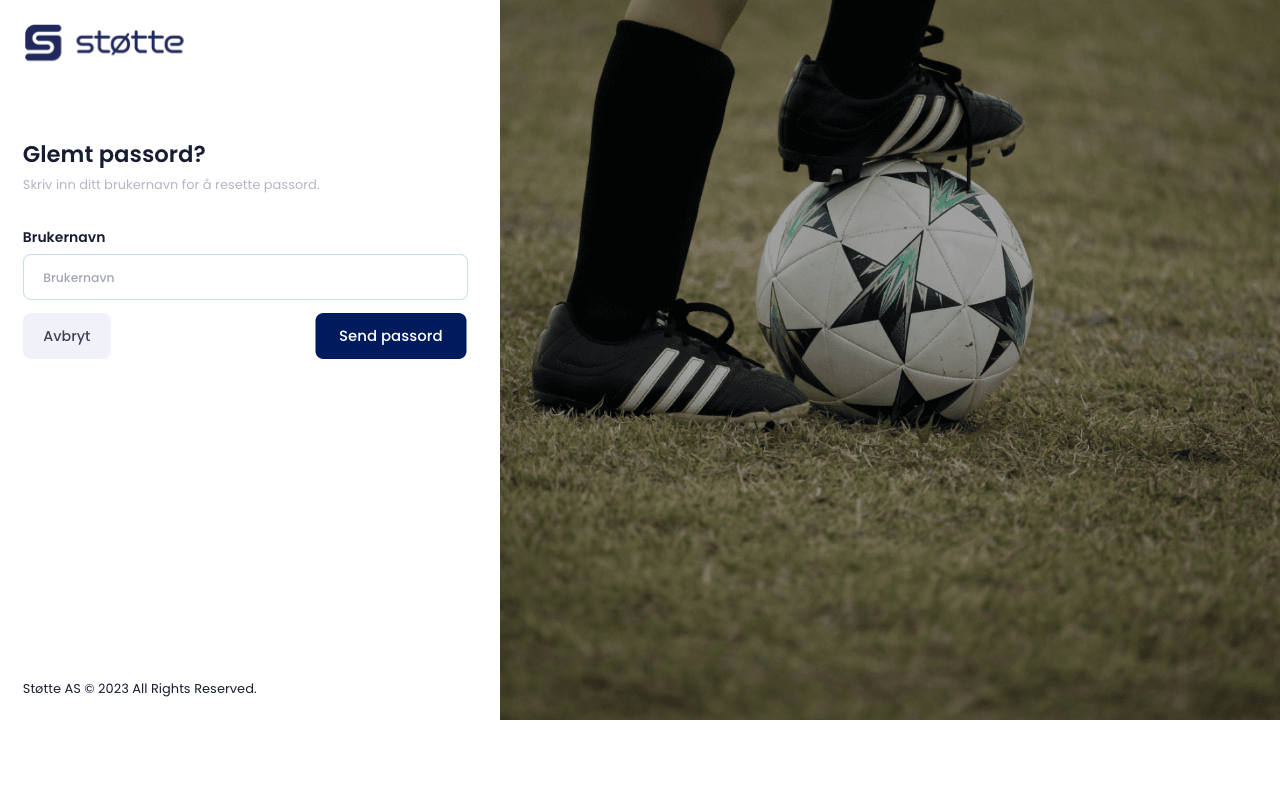 støtte
Glemt passord?
Skriv inn ditt brukernavn for å resette passord.
Brukernavn
Brukernavn
Avbryt
Send passord
Støtte AS © 2023 All Rights Reserved.